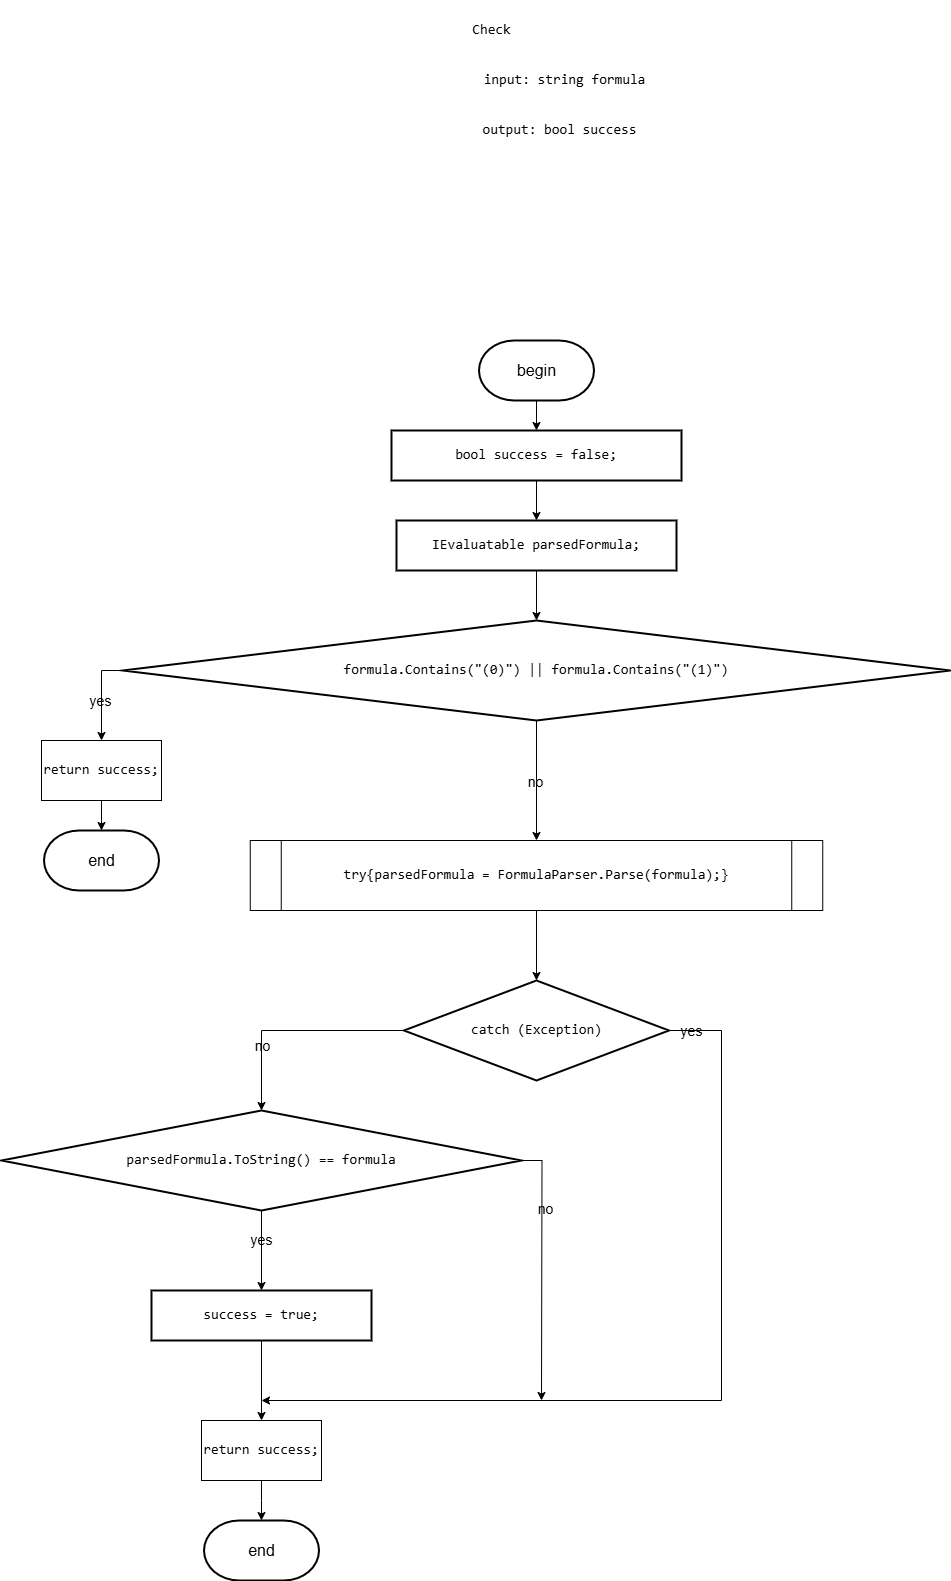 Check
input: string formula
output: bool success
begin
bool success = false;
IEvaluatable parsedFormula;
formula.Contains("(0)") || formula.Contains("(1)")
yes
return success;
no
end
try{parsedFormula = FormulaParser.Parse(formula);}
catch (Exception)
yes
no
parsedFormula.ToString() == formula
no
yes
success = true;
return success;
end